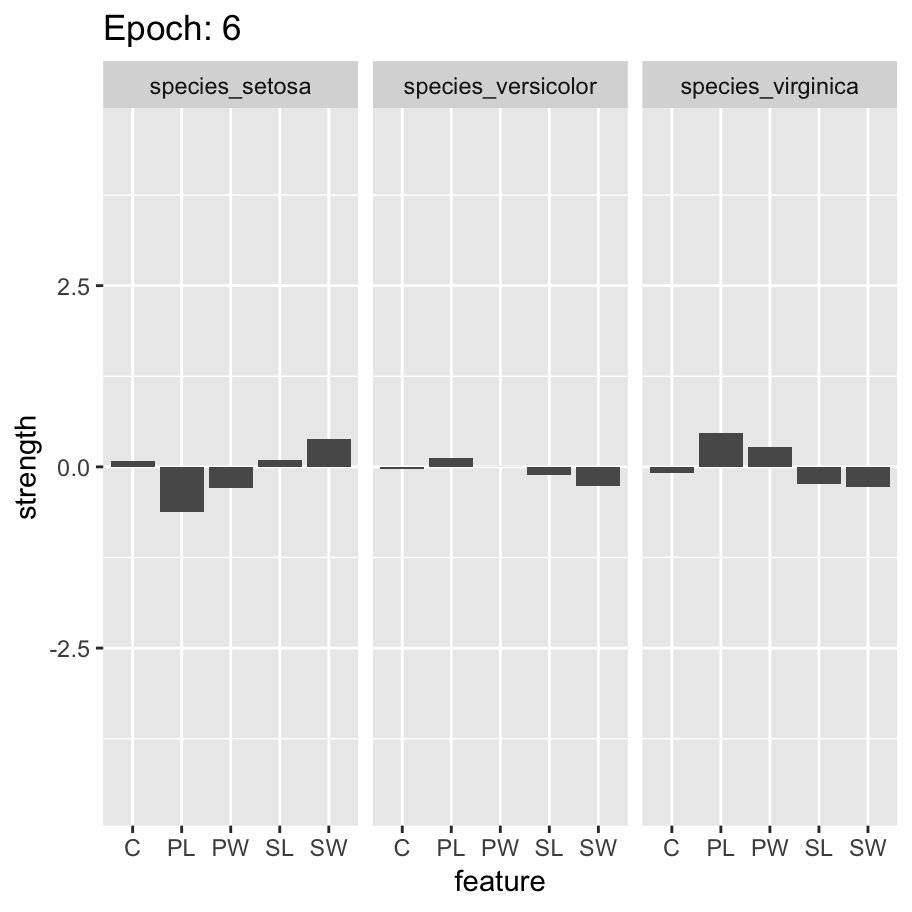 Epoch: 6
species_setosa species_versicolor species_virginica
2.5
0.0
-2.5
strength
C PL PW SL SW C PL PW SL SW C PL PW SL SW
feature